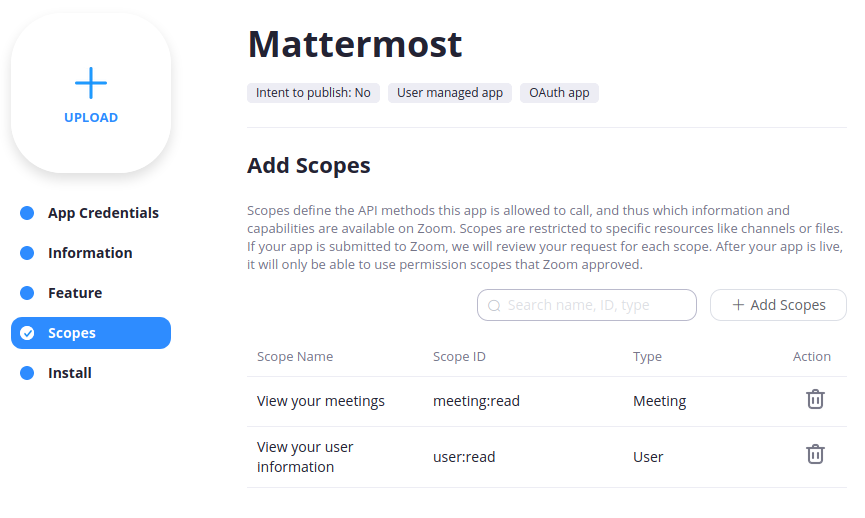 Mattermost
UPLOAD
Intent to publish: No
User managed app
OAuth app
App Credentials
Information
Feature
Scopes
Install
Add Scopes
Scopes define the API methods this app is allowed to call, and thus which information and
capabilities are available on Zoom. Scopes are restricted to specific resources like channels or files.
If your app is submitted to Zoom, we will review your request for each scope. After your app is live,
it will only be able to use permission scopes that Zoom approved.
Search name, ID, type
Add Scopes
Scope Name Scope ID Type Action
View your meetings meeting:read Meeting
View your user
information
user:read User